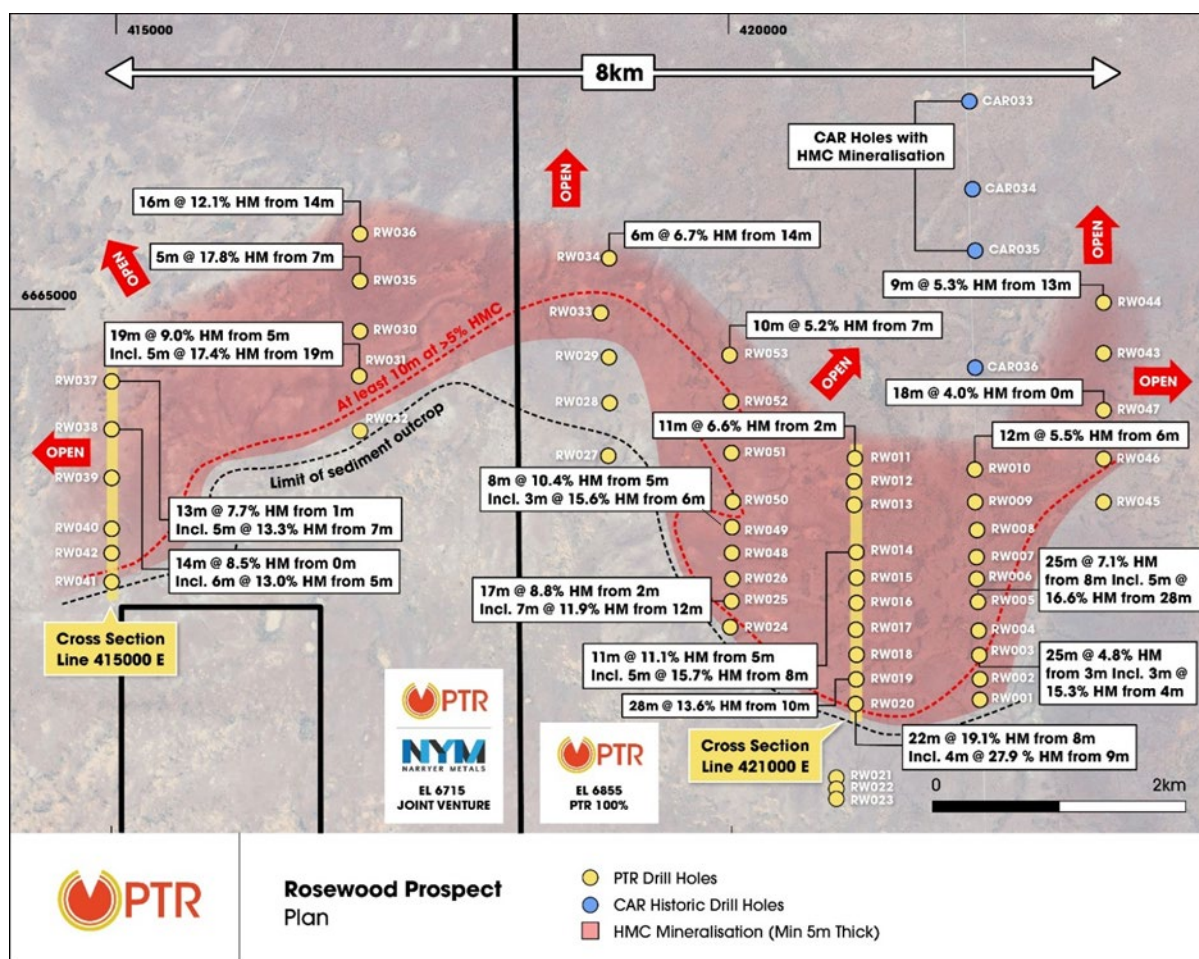 415000
420000
8km
CAR033
CAR Holes with
HMC Mineralisation
CAR034
CAR035
OPEN
OPEN
OPEN
16m @ 12.1% HM from 14m
RW036
5m @ 17.8% HM from 7m
RW035
6m @ 6.7% HM from 14m
RW034
9m @ 5.3% HM from 13m
RW044
6665000
RW033
At least 10m at >5% HMC
19m @ 9.0% HM from 5m
Incl. 5m @ 17.4% HM from 19m
RW030
RW031
RW029
10m @ 5.2% HM from 7m
RW053
RW043
CAR036
OPEN
OPEN
RW037
RW028
RW052
18m @ 4.0% HM from 0m
RW047
RW038
RW032
11m @ 6.6% HM from 2m
12m @ 5.5% HM from 6m
OPEN
Limit of sediment outcrop
RW027
RW051
RW011
RW010
RW046
RW039
8m @ 10.4% HM from 5m
Incl. 3m @ 15.6% HM from 6m
RW012
RW050
RW013
RW009
RW045
13m @ 7.7% HM from 1m
Incl. 5m @ 13.3% HM from 7m
RW040
RW049
RW008
RW042
RW048
RW014
RW007
14m @ 8.5% HM from 0m
Incl. 6m @ 13.0% HM from 5m
RW041
RW026
RW015
RW006
25m @ 7.1% HM
from 8m Incl. 5m @
16.6% HM from 28m
17m @ 8.8% HM from 2m
Incl. 7m @ 11.9% HM from 12m
RW025
RW016
RW005
RW024
RW017
RW004
Cross Section
Line 415000 E
11m @ 11.1% HM from 5m
Incl. 5m @ 15.7% HM from 8m
RW018
RW003
25m @ 4.8% HM
from 3m Incl. 3m @
15.3% HM from 4m
RW019
RW002
28m @ 13.6% HM from 10m
RW020
RW001
22m @ 19.1% HM from 8m
Incl. 4m @ 27.9 % HM from 9m
Cross Section
Line 421000 E
RW021
RW022
RW023
PTR
NYM
NARRYER METALS
EL 6715
JOINT VENTURE
PTR
EL 6855
PTR 100%
0
2km
PTR
Rosewood Prospect
Plan
PTR Drill Holes
CAR Historic Drill Holes
HMC Mineralisation (Min 5m Thick)